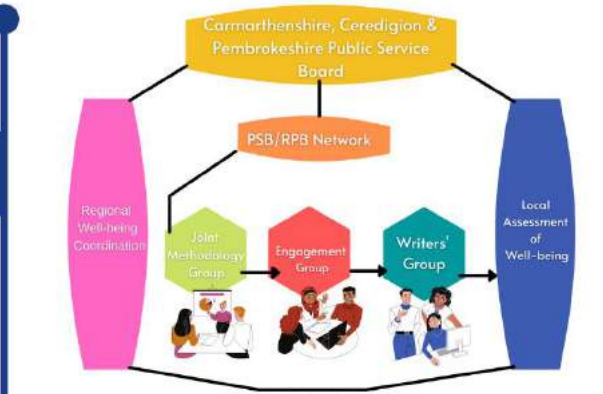 Carmarthenshire, Ceredigion &
Pembrokeshire Public Service
Board
PSB/RPB Network
Regional
Well-being
Coordination
Joint
Methodology
Group
Engagement
Group
Writers'
Group
Local
Assessment
of
Well-being